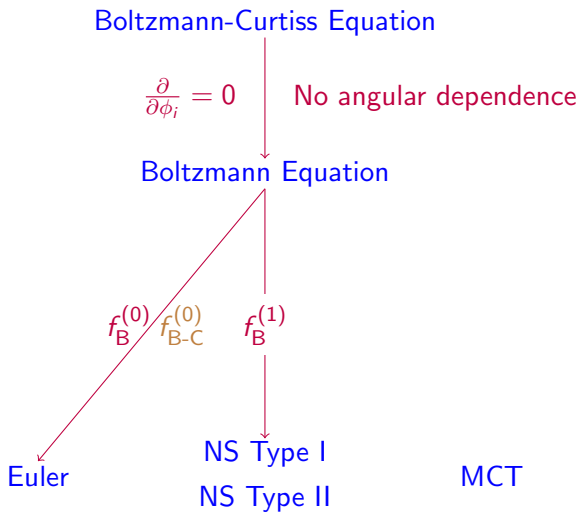 Boltzmann-Curtiss Equation
∂/∂ϕᵢ = 0 No angular dependence
Boltzmann Equation
f_B^(0) f_B-C^(0) f_B^(1)
NS Type I
Euler MCT
NS Type II